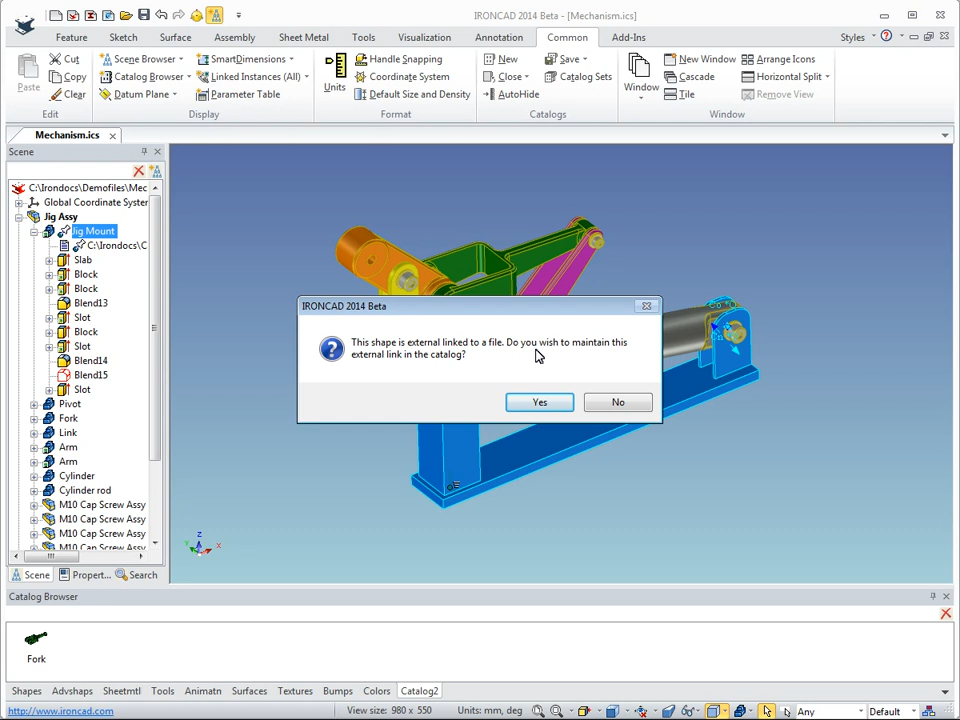 IRONCAD 2014 Beta - [Mechanism.ics]
Feature Sketch Surface Assembly Sheet Metal Tools Visualization Annotation Common Add-Ins Styles
Paste
Cut
Copy
Clear
Edit
Scene Browser
Catalog Browser
Datum Plane
SmartDimensions
Linked Instances (All)
Parameter Table
Display
Units
Handle Snapping
Coordinate System
Default Size and Density
Format
New
Close
AutoHide
Save
Catalog Sets
Catalogs
Window
New Window
Cascade
Tile
Arrange Icons
Horizontal Split
Remove View
Window
Mechanism.ics
Scene
C:\Irondocs\Demofiles\Mec
Global Coordinate System
Jig Assy
Jig Mount
C:\Irondocs\C
Slab
Block
Block
Blend13
Slot
Block
Slot
Blend14
Blend15
Slot
Pivot
Fork
Link
Arm
Arm
Cylinder
Cylinder rod
M10 Cap Screw Assy
M10 Cap Screw Assy
M10 Cap Screw Assy
M10 Cap Screw Assy
Scene Propert... Search
IRONCAD 2014 Beta
This shape is external linked to a file. Do you wish to maintain this
external link in the catalog?
Yes No
Z
Y X
Catalog Browser
Fork
Shapes Advshaps Sheetmtl Tools Animatn Surfaces Textures Bumps Colors Catalog2
http://www.ironcad.com View size: 980 x 550 Units: mm, deg Any Default